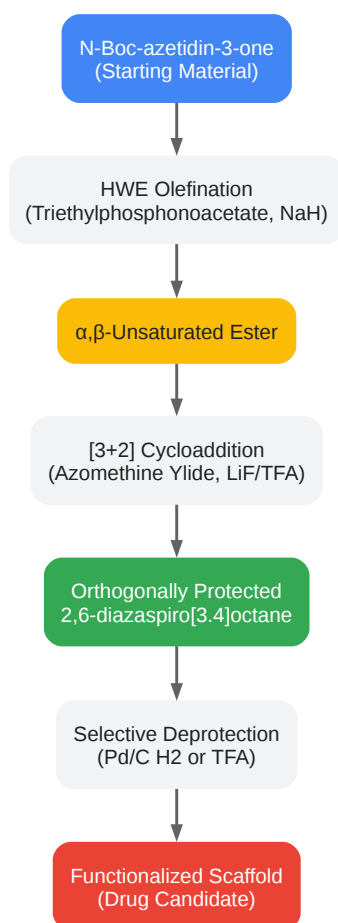 N-Boc-azetidin-3-one
(Starting Material)
HWE Olefination
(Triethylphosphonoacetate, NaH)
α,β-Unsaturated Ester
[3+2] Cycloaddition
(Azomethine Ylide, LiF/TFA)
Orthogonally Protected
2,6-diazaspiro[3.4]octane
Selective Deprotection
(Pd/C H2 or TFA)
Functionalized Scaffold
(Drug Candidate)